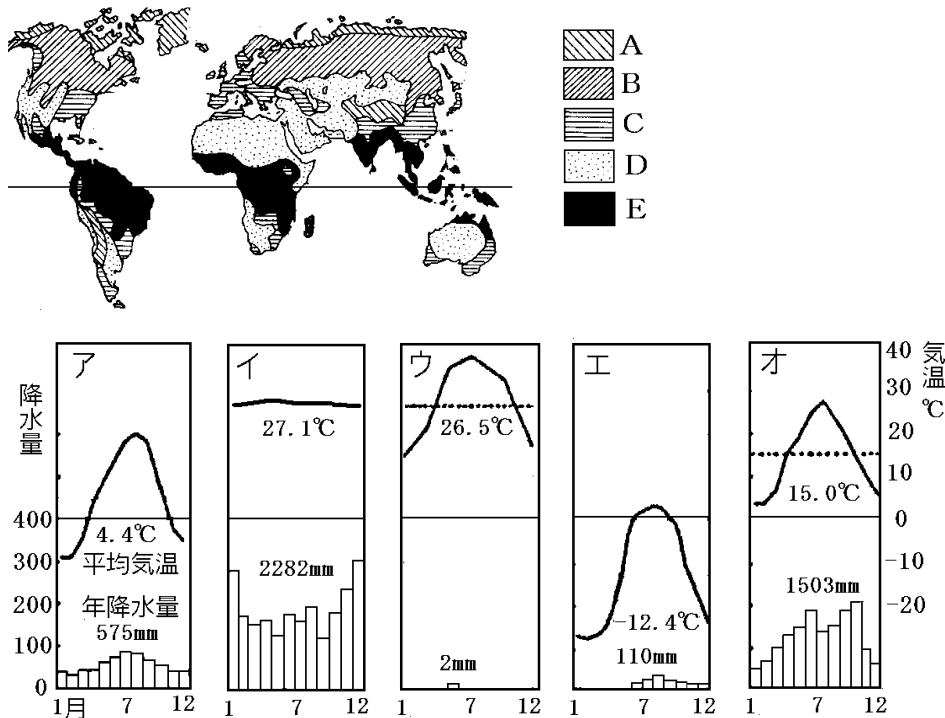 A
B
C
D
E
ア
イ
ウ
エ
オ
降水量
400
300
200
100
0
4.4℃
平均気温
年降水量
575mm
1月
7
12
27.1℃
2282mm
1
7
12
26.5℃
2mm
1
7
12
-12.4℃
110mm
1
7
12
15.0℃
1503mm
1
7
12
気温
℃
40
30
20
10
0
-10
-20